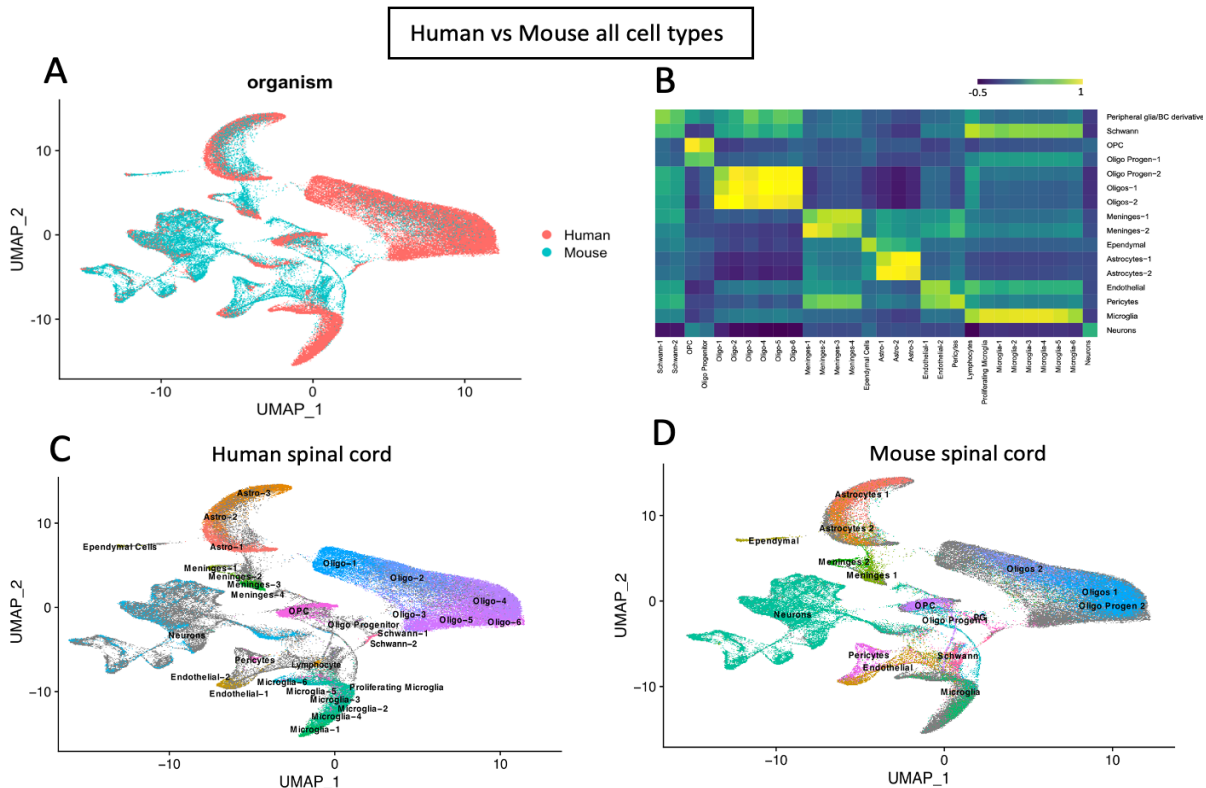 Human vs Mouse all cell types
A
organism
10
0
-10
UMAP_2
-10
0
10
UMAP_1
Human
Mouse
B
-0.5
1
Peripheral glia/BC derivative
Schwann
OPC
Oligo Progen-1
Oligo Progen-2
Oligos-1
Oligos-2
Meninges-1
Meninges-2
Ependymal
Astrocytes-1
Astrocytes-2
Endothelial
Pericytes
Microglia
Neurons
Schwann-1
Schwann-2
OPC
Oligo Progenitor
Oligo-1
Oligo-2
Oligo-3
Oligo-4
Oligo-5
Oligo-6
Meninges-1
Meninges-2
Meninges-3
Meninges-4
Ependymal Cells
Astro-1
Astro-2
Astro-3
Endothelial-1
Endothelial-2
Pericytes
Lymphocytes
Proliferating Microglia
Microglia-1
Microglia-2
Microglia-3
Microglia-4
Microglia-5
Microglia-6
Neurons
C
Human spinal cord
10
0
-10
UMAP_2
Astro-3
Astro-2
Astro-1
Ependymal Cells
Meninges-1
Meninges-2
Meninges-3
Meninges-4
Oligo-1
Oligo-2
Oligo-4
OPC
Oligo-3
Oligo-5
Oligo-6
Oligo Progenitor
Schwann-1
Schwann-2
Neurons
Pericytes
Lymphocyte
Endothelial-2
Endothelial-1
Microglia-6
Microglia-5
Proliferating Microglia
Microglia-3
Microglia-2
Microglia-4
Microglia-1
-10
0
10
UMAP_1
D
Mouse spinal cord
10
0
-10
UMAP_2
Astrocytes 1
Astrocytes 2
Ependymal
Meninges 2
Meninges 1
Oligos 2
Oligos 1
Oligo Progen 2
Neurons
OPC
Oligo Progen 1
Pericytes
Endothelial
Schwann
Microglia
-10
0
10
UMAP_1